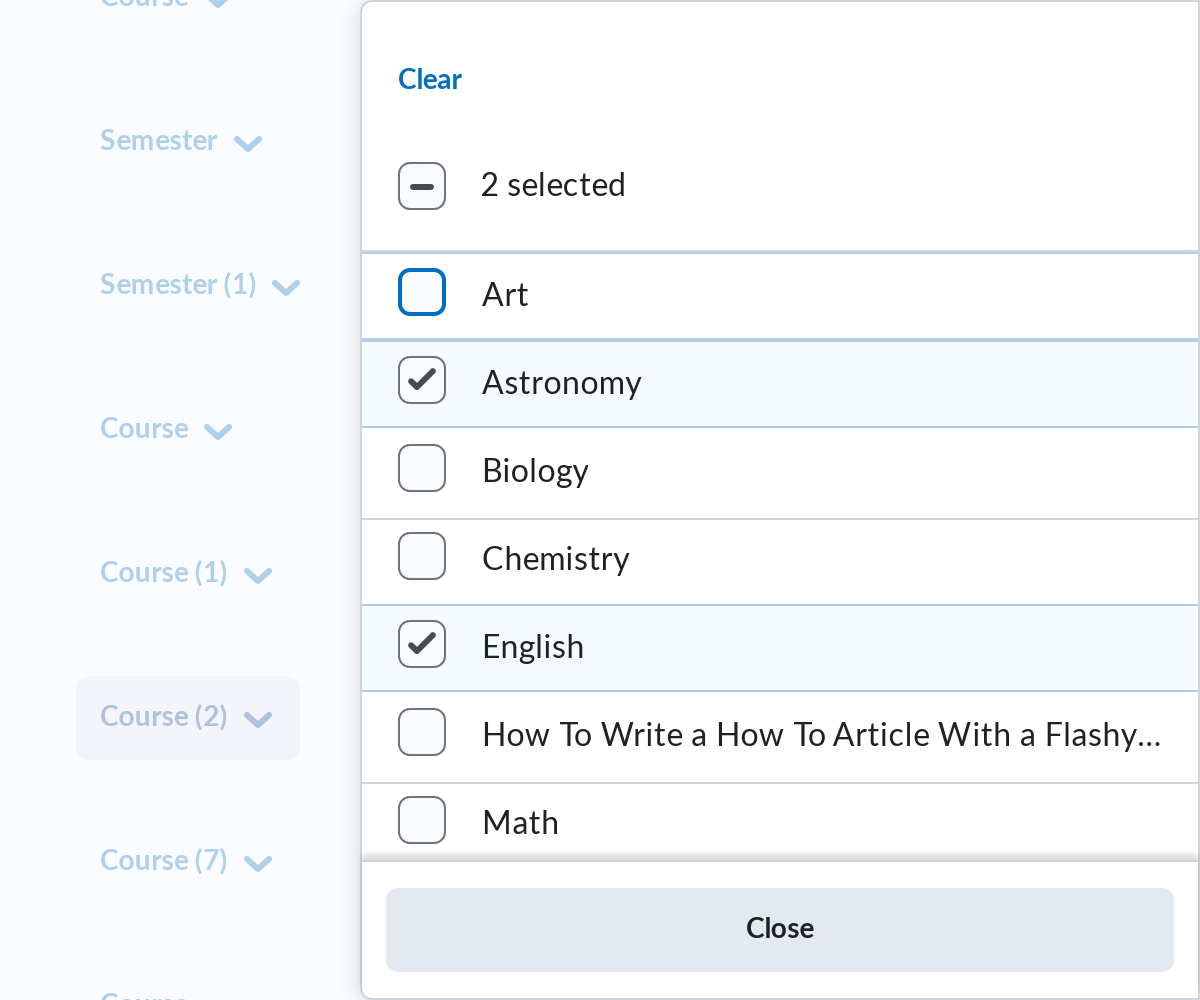 Course
Semester
Semester (1)
Course
Course (1)
Course (2)
Course (7)
Course
Clear
2 selected
Art
Astronomy
Biology
Chemistry
English
How To Write a How To Article With a Flashy...
Math
Close